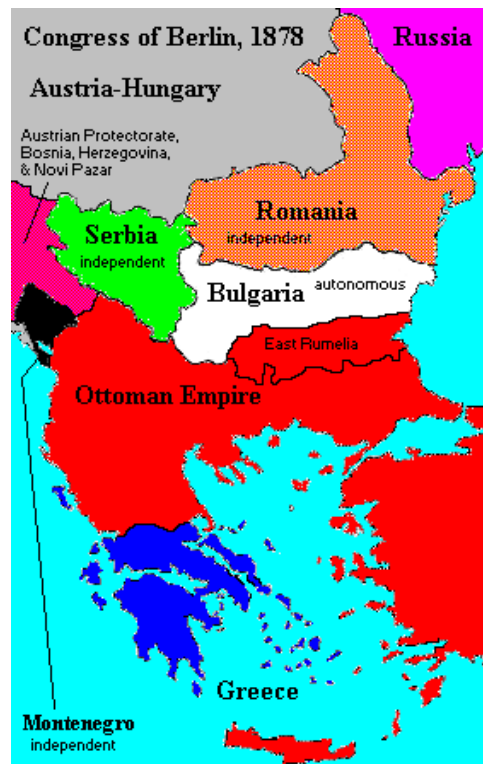 Congress of Berlin, 1878
Russia
Austria-Hungary
Austrian Protectorate,
Bosnia, Herzegovina,
& Novi Pazar
Romania
independent
Serbia
independent
Bulgaria autonomous
East Rumelia
Ottoman Empire
Greece
Montenegro
independent